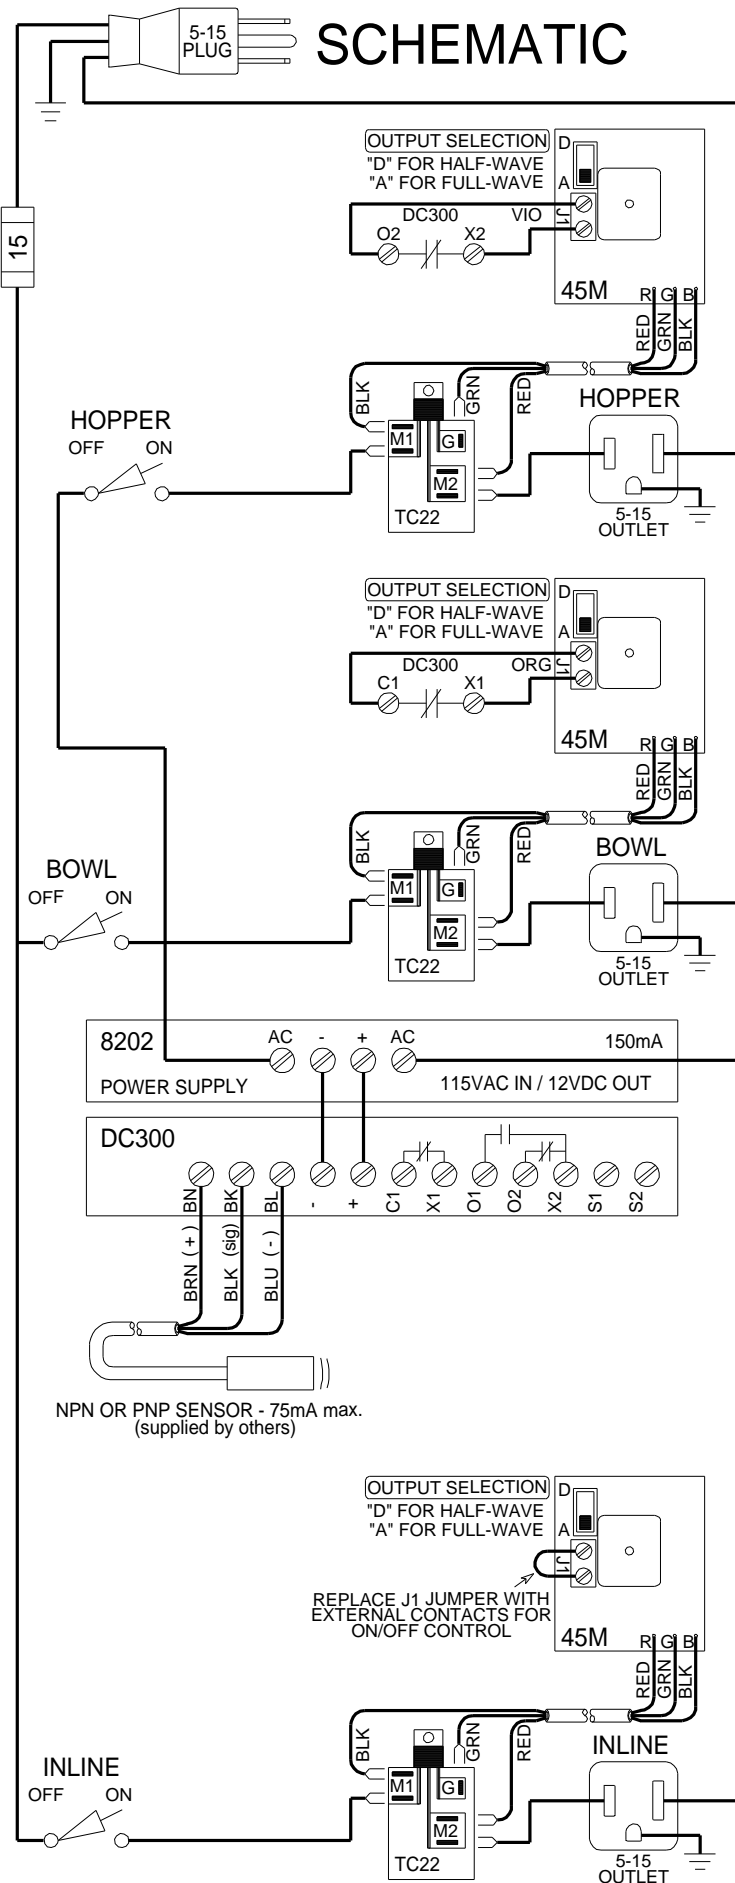 5-15
PLUG
SCHEMATIC
15
OUTPUT SELECTION
"D" FOR HALF-WAVE
"A" FOR FULL-WAVE
D
A
J1
DC300
VIO
O2
X2
45M
R G B
RED
GRN
BLK
BLK
GRN
RED
HOPPER
OFF
ON
M1
G
M2
TC22
HOPPER
5-15
OUTLET
OUTPUT SELECTION
"D" FOR HALF-WAVE
"A" FOR FULL-WAVE
D
A
J1
DC300
ORG
C1
X1
45M
R G B
RED
GRN
BLK
BLK
GRN
RED
BOWL
OFF
ON
M1
G
M2
TC22
BOWL
5-15
OUTLET
8202
AC
-
+
AC
150mA
POWER SUPPLY
115VAC IN / 12VDC OUT
DC300
BN
BK
BL
-
+
C1
X1
O1
O2
X2
S1
S2
BRN (+)
BLK (sig)
BLU (-)
NPN OR PNP SENSOR - 75mA max.
(supplied by others)
OUTPUT SELECTION
"D" FOR HALF-WAVE
"A" FOR FULL-WAVE
D
A
J1
REPLACE J1 JUMPER WITH
EXTERNAL CONTACTS FOR
ON/OFF CONTROL
45M
R G B
RED
GRN
BLK
BLK
GRN
RED
INLINE
OFF
ON
M1
G
M2
TC22
INLINE
5-15
OUTLET